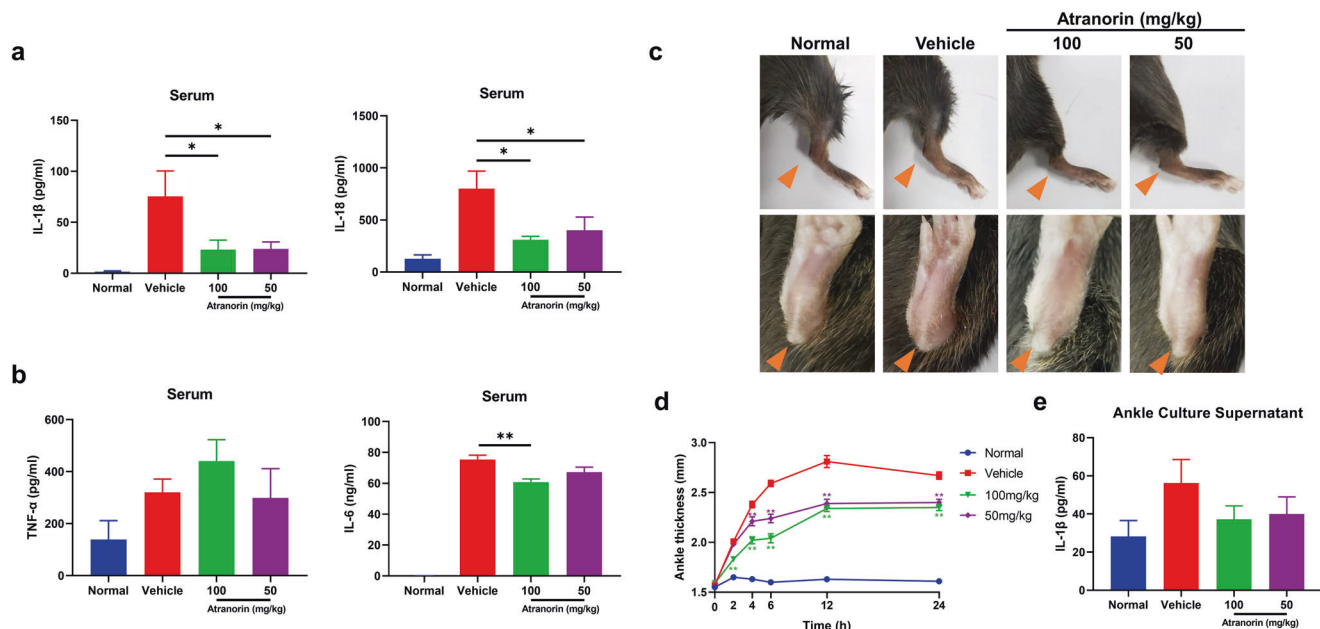 a
Serum
IL-1β (pg/ml)
150
100
50
0
*
*
Normal Vehicle 100 50
Atranorin (mg/kg)
Serum
IL-18 (pg/ml)
1500
1000
500
0
*
*
Normal Vehicle 100 50
Atranorin (mg/kg)
b
Serum
TNF-α (pg/ml)
600
400
200
0
Normal Vehicle 100 50
Atranorin (mg/kg)
Serum
IL-6 (ng/ml)
100
80
60
40
20
0
**
Normal Vehicle 100 50
Atranorin (mg/kg)
c
Atranorin (mg/kg)
Normal Vehicle 100 50
d
Ankle thickness (mm)
3.0
2.5
2.0
1.5
** ** ** **
** ** ** ** **
0 2 4 6 12 24
Time (h)
Normal
Vehicle
100mg/kg
50mg/kg
e
Ankle Culture Supernatant
IL-1β (pg/ml)
80
60
40
20
0
Normal Vehicle 100 50
Atranorin (mg/kg)